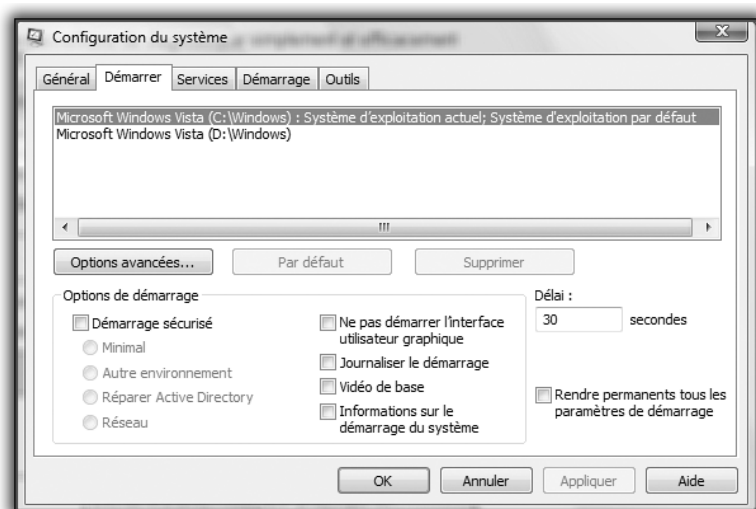 Configuration du système
Général
Démarrer
Services
Démarrage
Outils
Microsoft Windows Vista (C:\Windows) : Système d'exploitation actuel; Système d'exploitation par défaut
Microsoft Windows Vista (D:\Windows)
Options avancées...
Par défaut
Supprimer
Options de démarrage
Démarrage sécurisé
Minimal
Autre environnement
Réparer Active Directory
Réseau
Ne pas démarrer l'interface
utilisateur graphique
Journaliser le démarrage
Vidéo de base
Informations sur le
démarrage du système
Délai :
30 secondes
Rendre permanents tous les
paramètres de démarrage
OK
Annuler
Appliquer
Aide